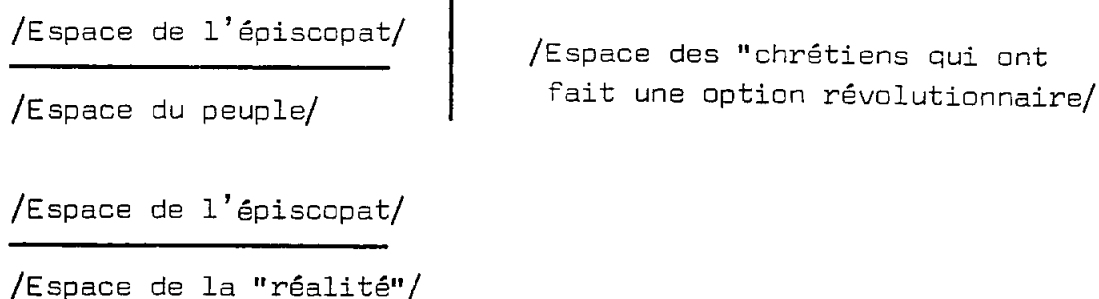 /Espace de l'épiscopat/
/Espace du peuple/
/Espace des "chrétiens qui ont
fait une option révolutionnaire/
/Espace de l'épiscopat/
/Espace de la "réalité"/